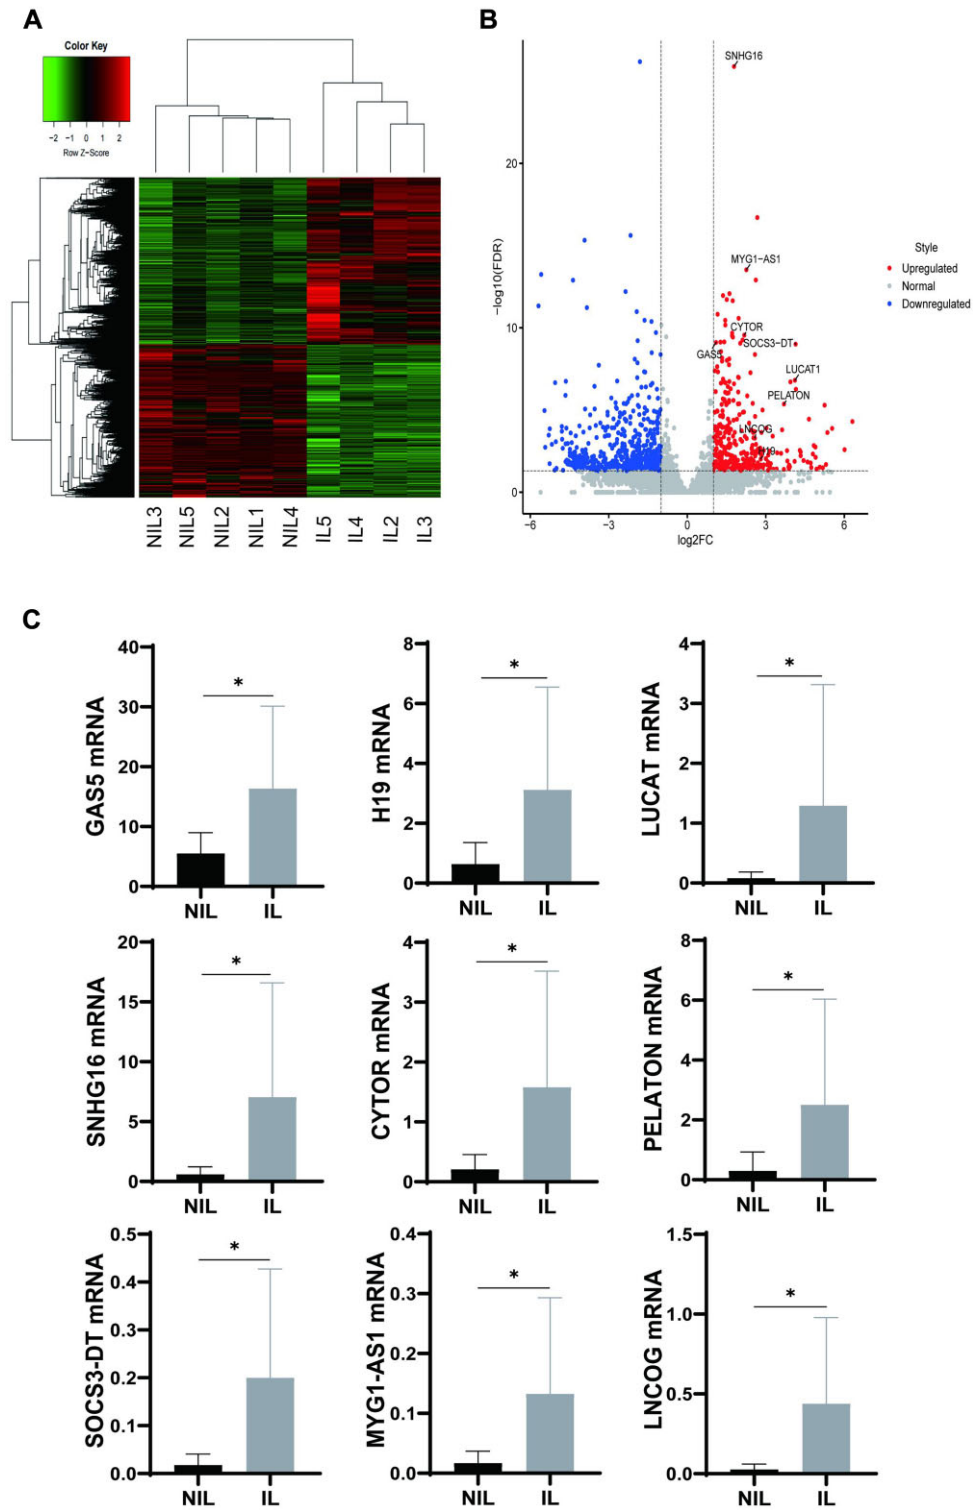 A
Color Key
−2 −1 0 1 2
Row Z−Score
NIL3 NIL5 NIL2 NIL1 NIL4 IL5 IL4 IL2 IL3
B
SNHG16
20
MYG1−AS1
−log10(FDR)
Style
Upregulated
Normal
Downregulated
10
CYTOR
SOCS3−DT
GAS5
LUCAT1
PELATON
LNCOG
H19
0
−6 −3 0 3 6
log2FC
C
GAS5 mRNA
40
30
20
10
0
*
NIL IL
H19 mRNA
8
6
4
2
0
*
NIL IL
LUCAT mRNA
4
3
2
1
0
*
NIL IL
SNHG16 mRNA
20
15
10
5
0
*
NIL IL
CYTOR mRNA
4
3
2
1
0
*
NIL IL
PELATON mRNA
8
6
4
2
0
*
NIL IL
SOCS3-DT mRNA
0.5
0.4
0.3
0.2
0.1
0.0
*
NIL IL
MYG1-AS1 mRNA
0.4
0.3
0.2
0.1
0.0
*
NIL IL
LNCOG mRNA
1.5
1.0
0.5
0.0
*
NIL IL